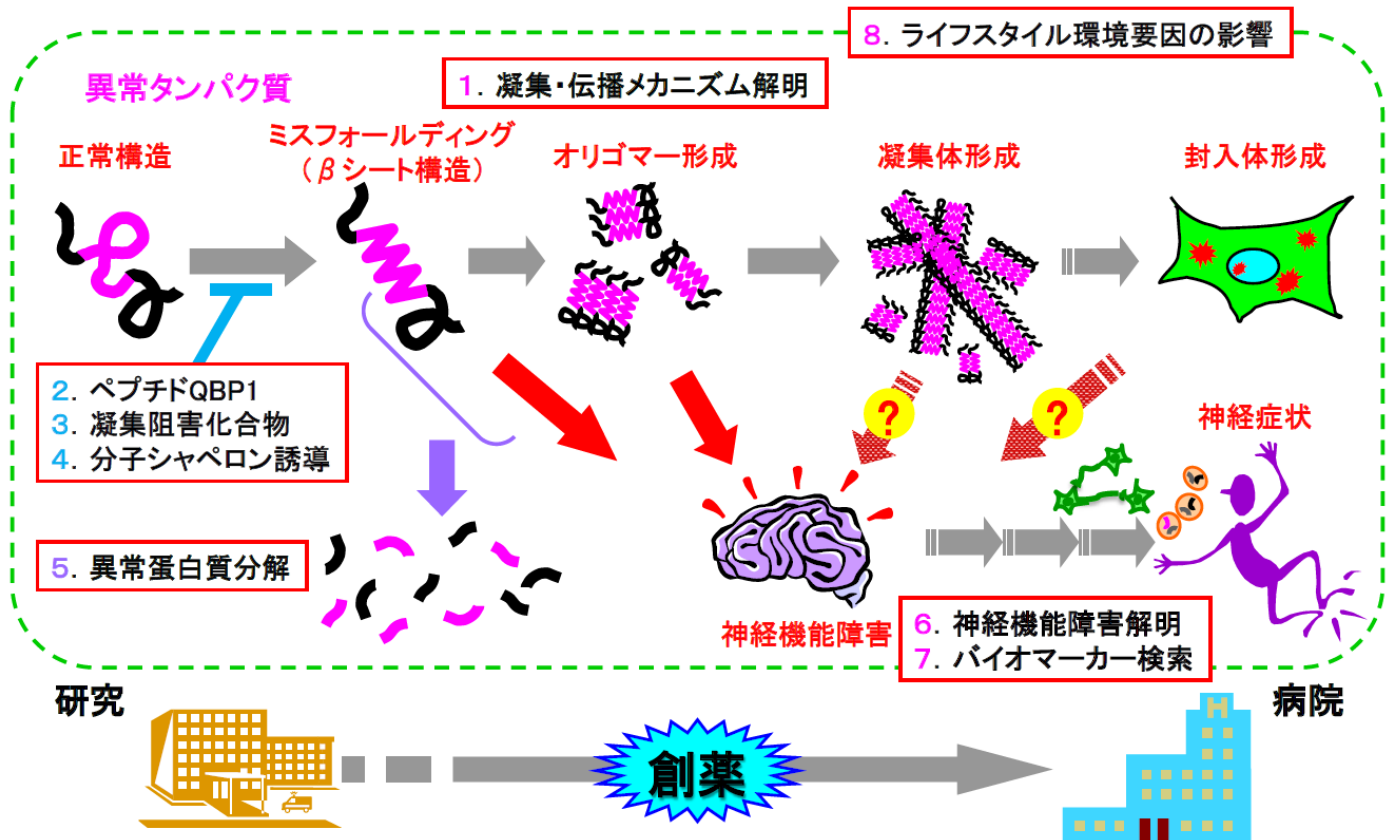 8. ライフスタイル環境要因の影響
1. 凝集・伝播メカニズム解明
異常タンパク質
正常構造
ミスフォールディング
（βシート構造）
オリゴマー形成
凝集体形成
封入体形成
2. ペプチドQBP1
3. 凝集阻害化合物
4. 分子シャペロン誘導
?
?
神経症状
5. 異常蛋白質分解
神経機能障害
6. 神経機能障害解明
7. バイオマーカー検索
研究
病院
H
創薬